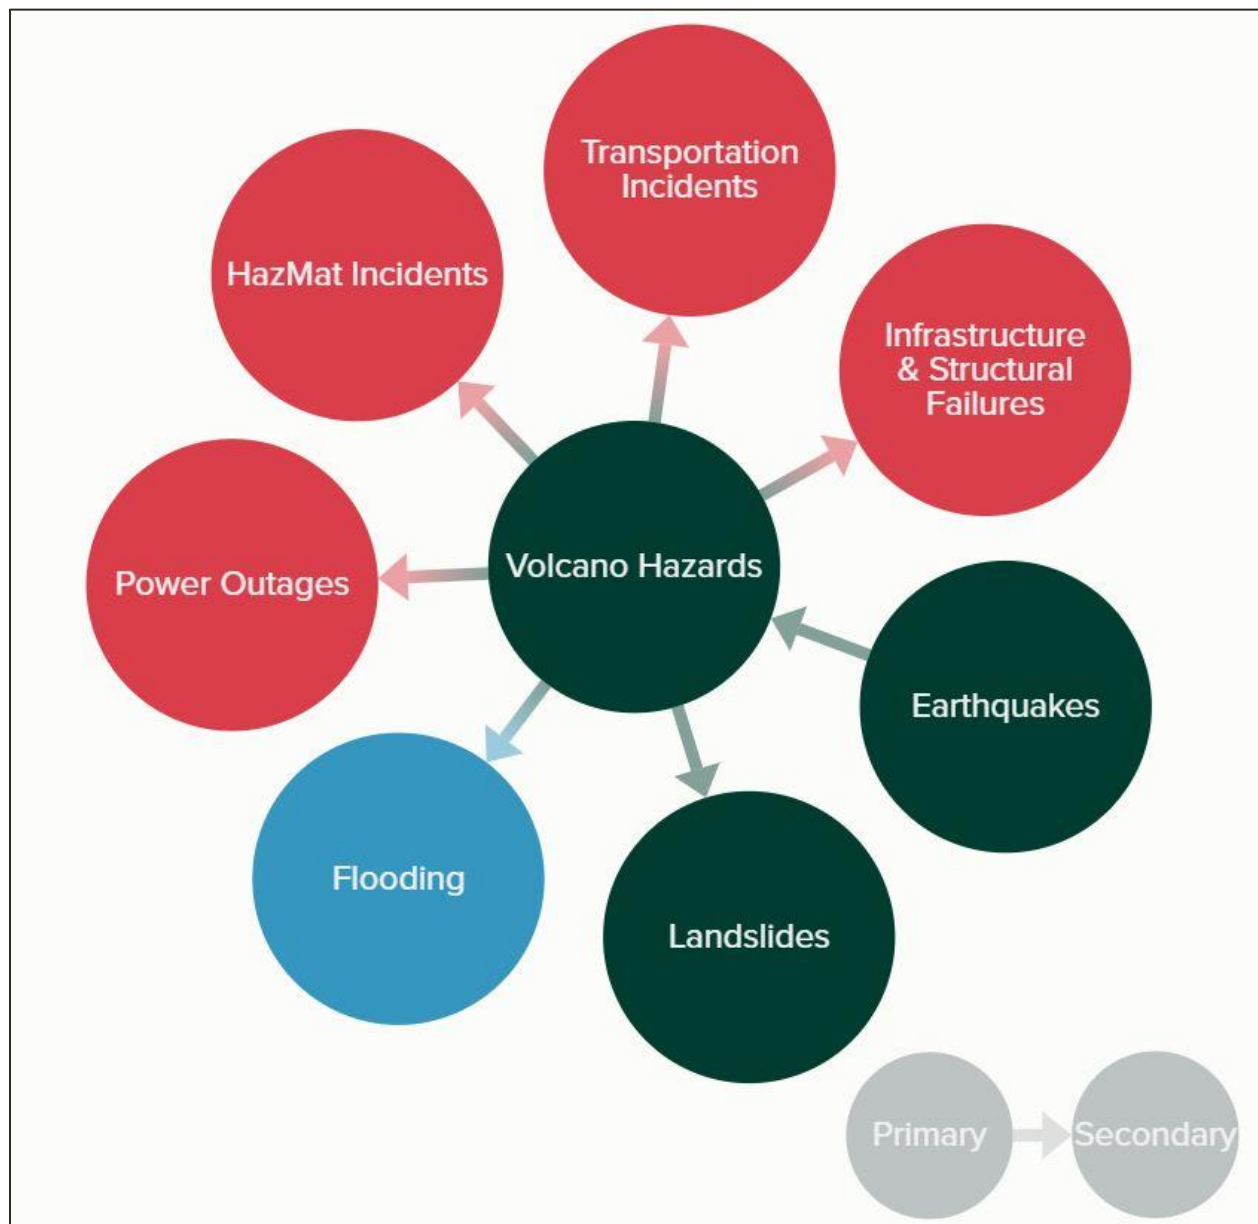 Transportation
Incidents
HazMat Incidents
Infrastructure
& Structural
Failures
Volcano Hazards
Power Outages
Earthquakes
Flooding
Landslides
Primary
Secondary